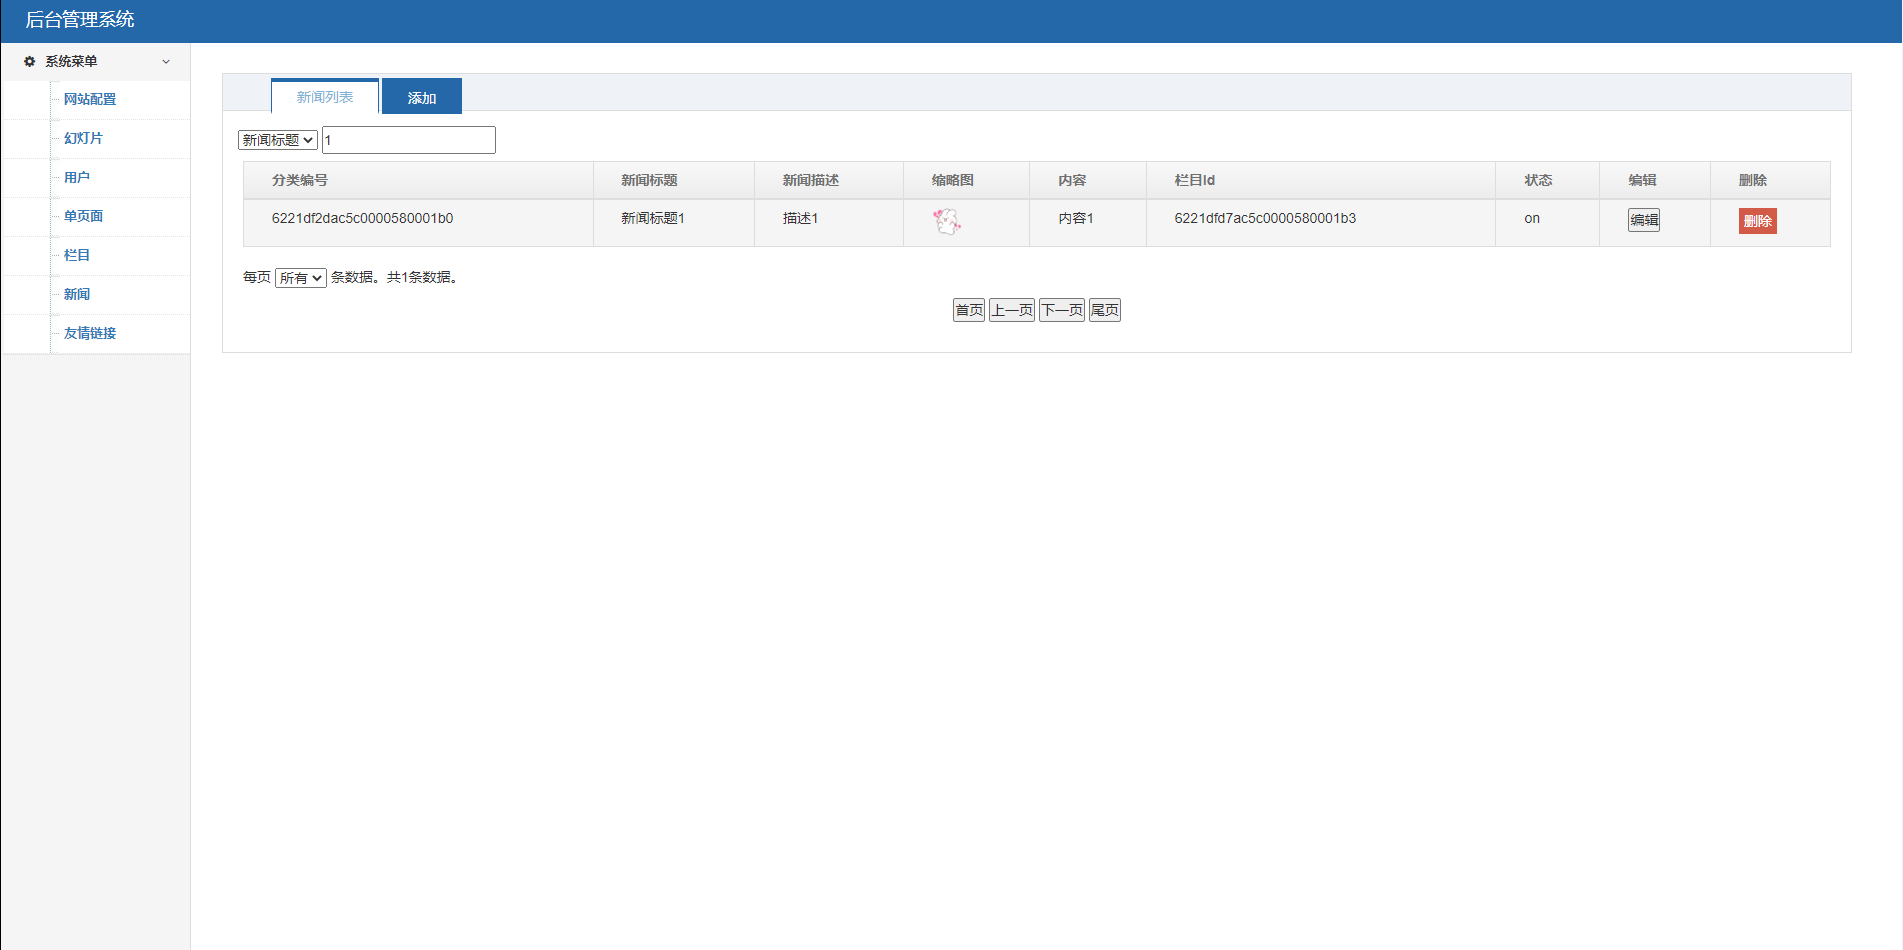 后台管理系统
系统菜单
网站配置
幻灯片
用户
单页面
栏目
新闻
友情链接
新闻列表 添加
新闻标题 1
分类编号 新闻标题 新闻描述 缩略图 内容 栏目Id 状态 编辑 删除
6221df2dac5c0000580001b0 新闻标题1 描述1 内容1 6221dfd7ac5c0000580001b3 on 编辑 删除
每页 所有 条数据。共1条数据。
首页 上一页 下一页 尾页